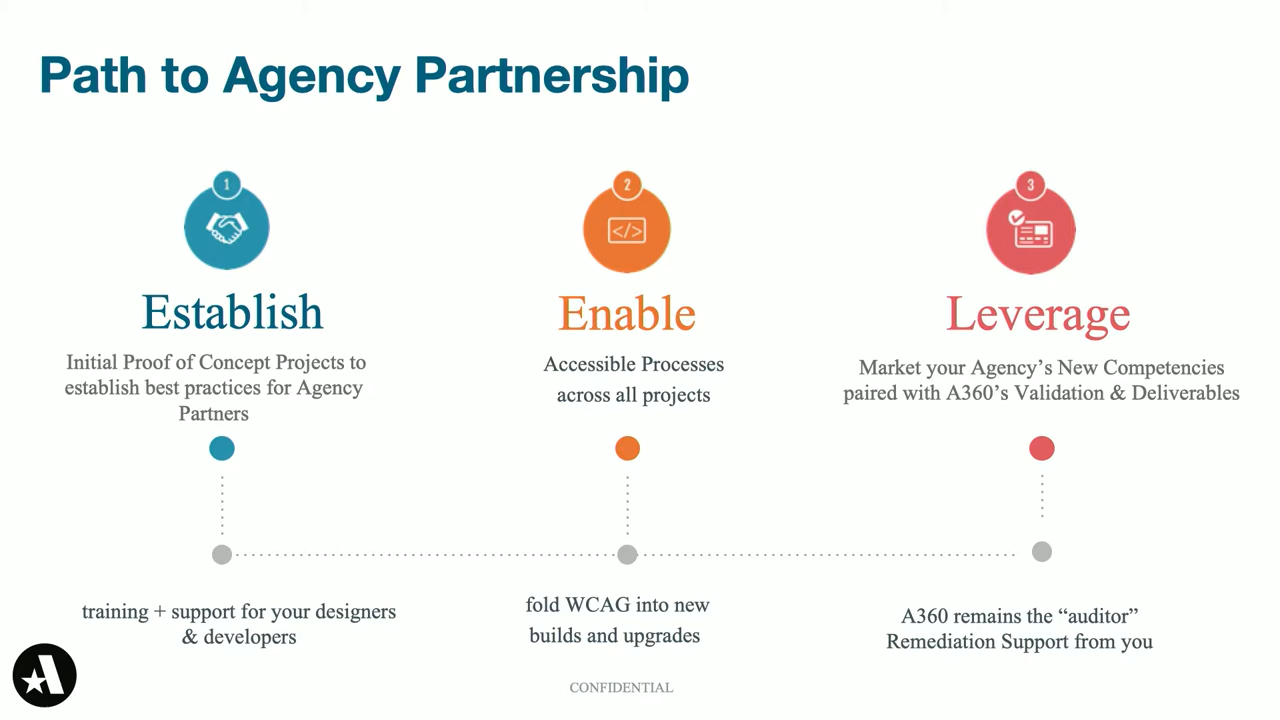 Path to Agency Partnership
1
2
3
</>
Establish
Initial Proof of Concept Projects to
establish best practices for Agency
Partners
Enable
Accessible Processes
across all projects
Leverage
Market your Agency’s New Competencies
paired with A360’s Validation & Deliverables
training + support for your designers
& developers
fold WCAG into new
builds and upgrades
A360 remains the “auditor”
Remediation Support from you
A
CONFIDENTIAL